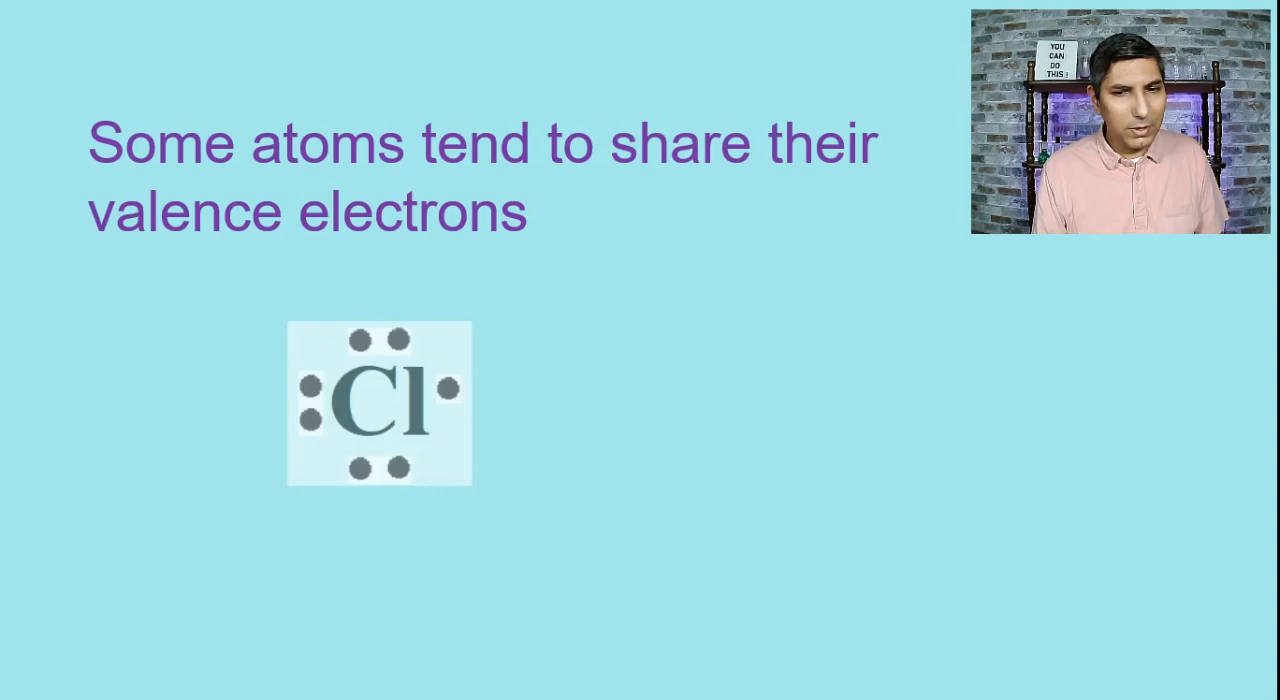 Some atoms tend to share their
valence electrons
Cl
YOU
CAN
DO
THIS !